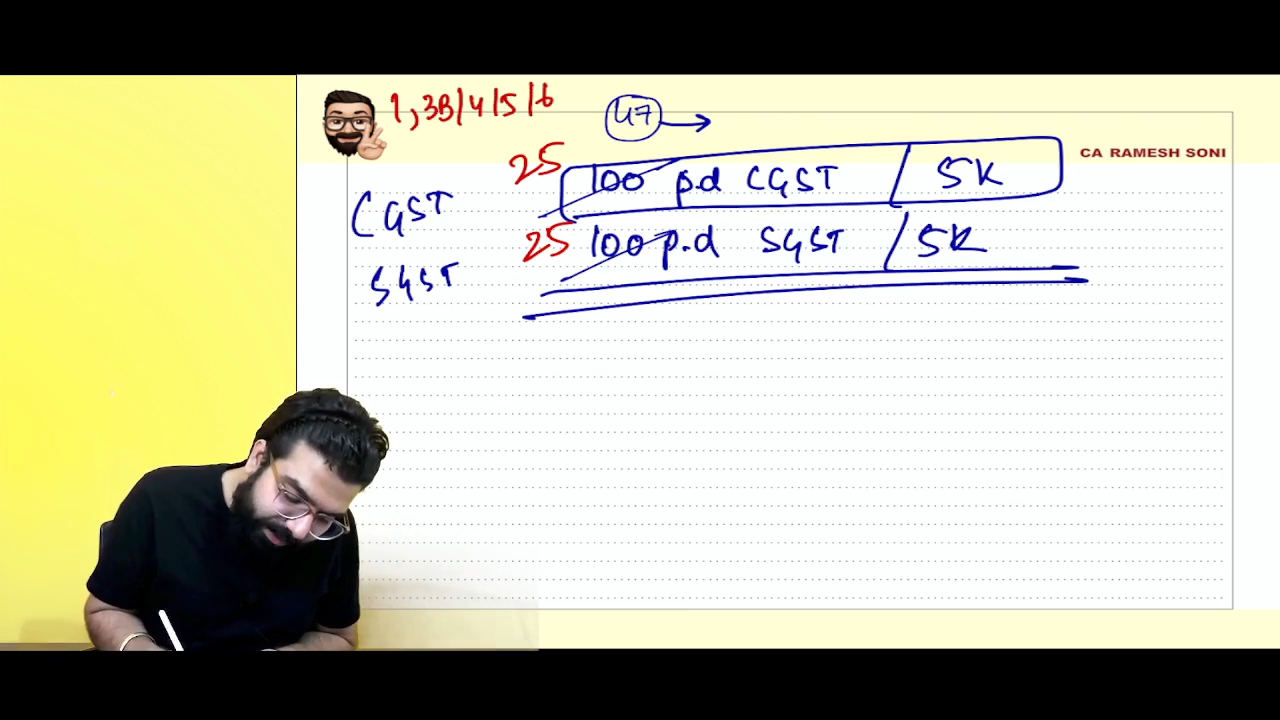 1, 3B/4/5/6
47 →
CA RAMESH SONI
25 100 p.d CGST / 5K
CGST
25 100 p.d SGST / 5K
SGST